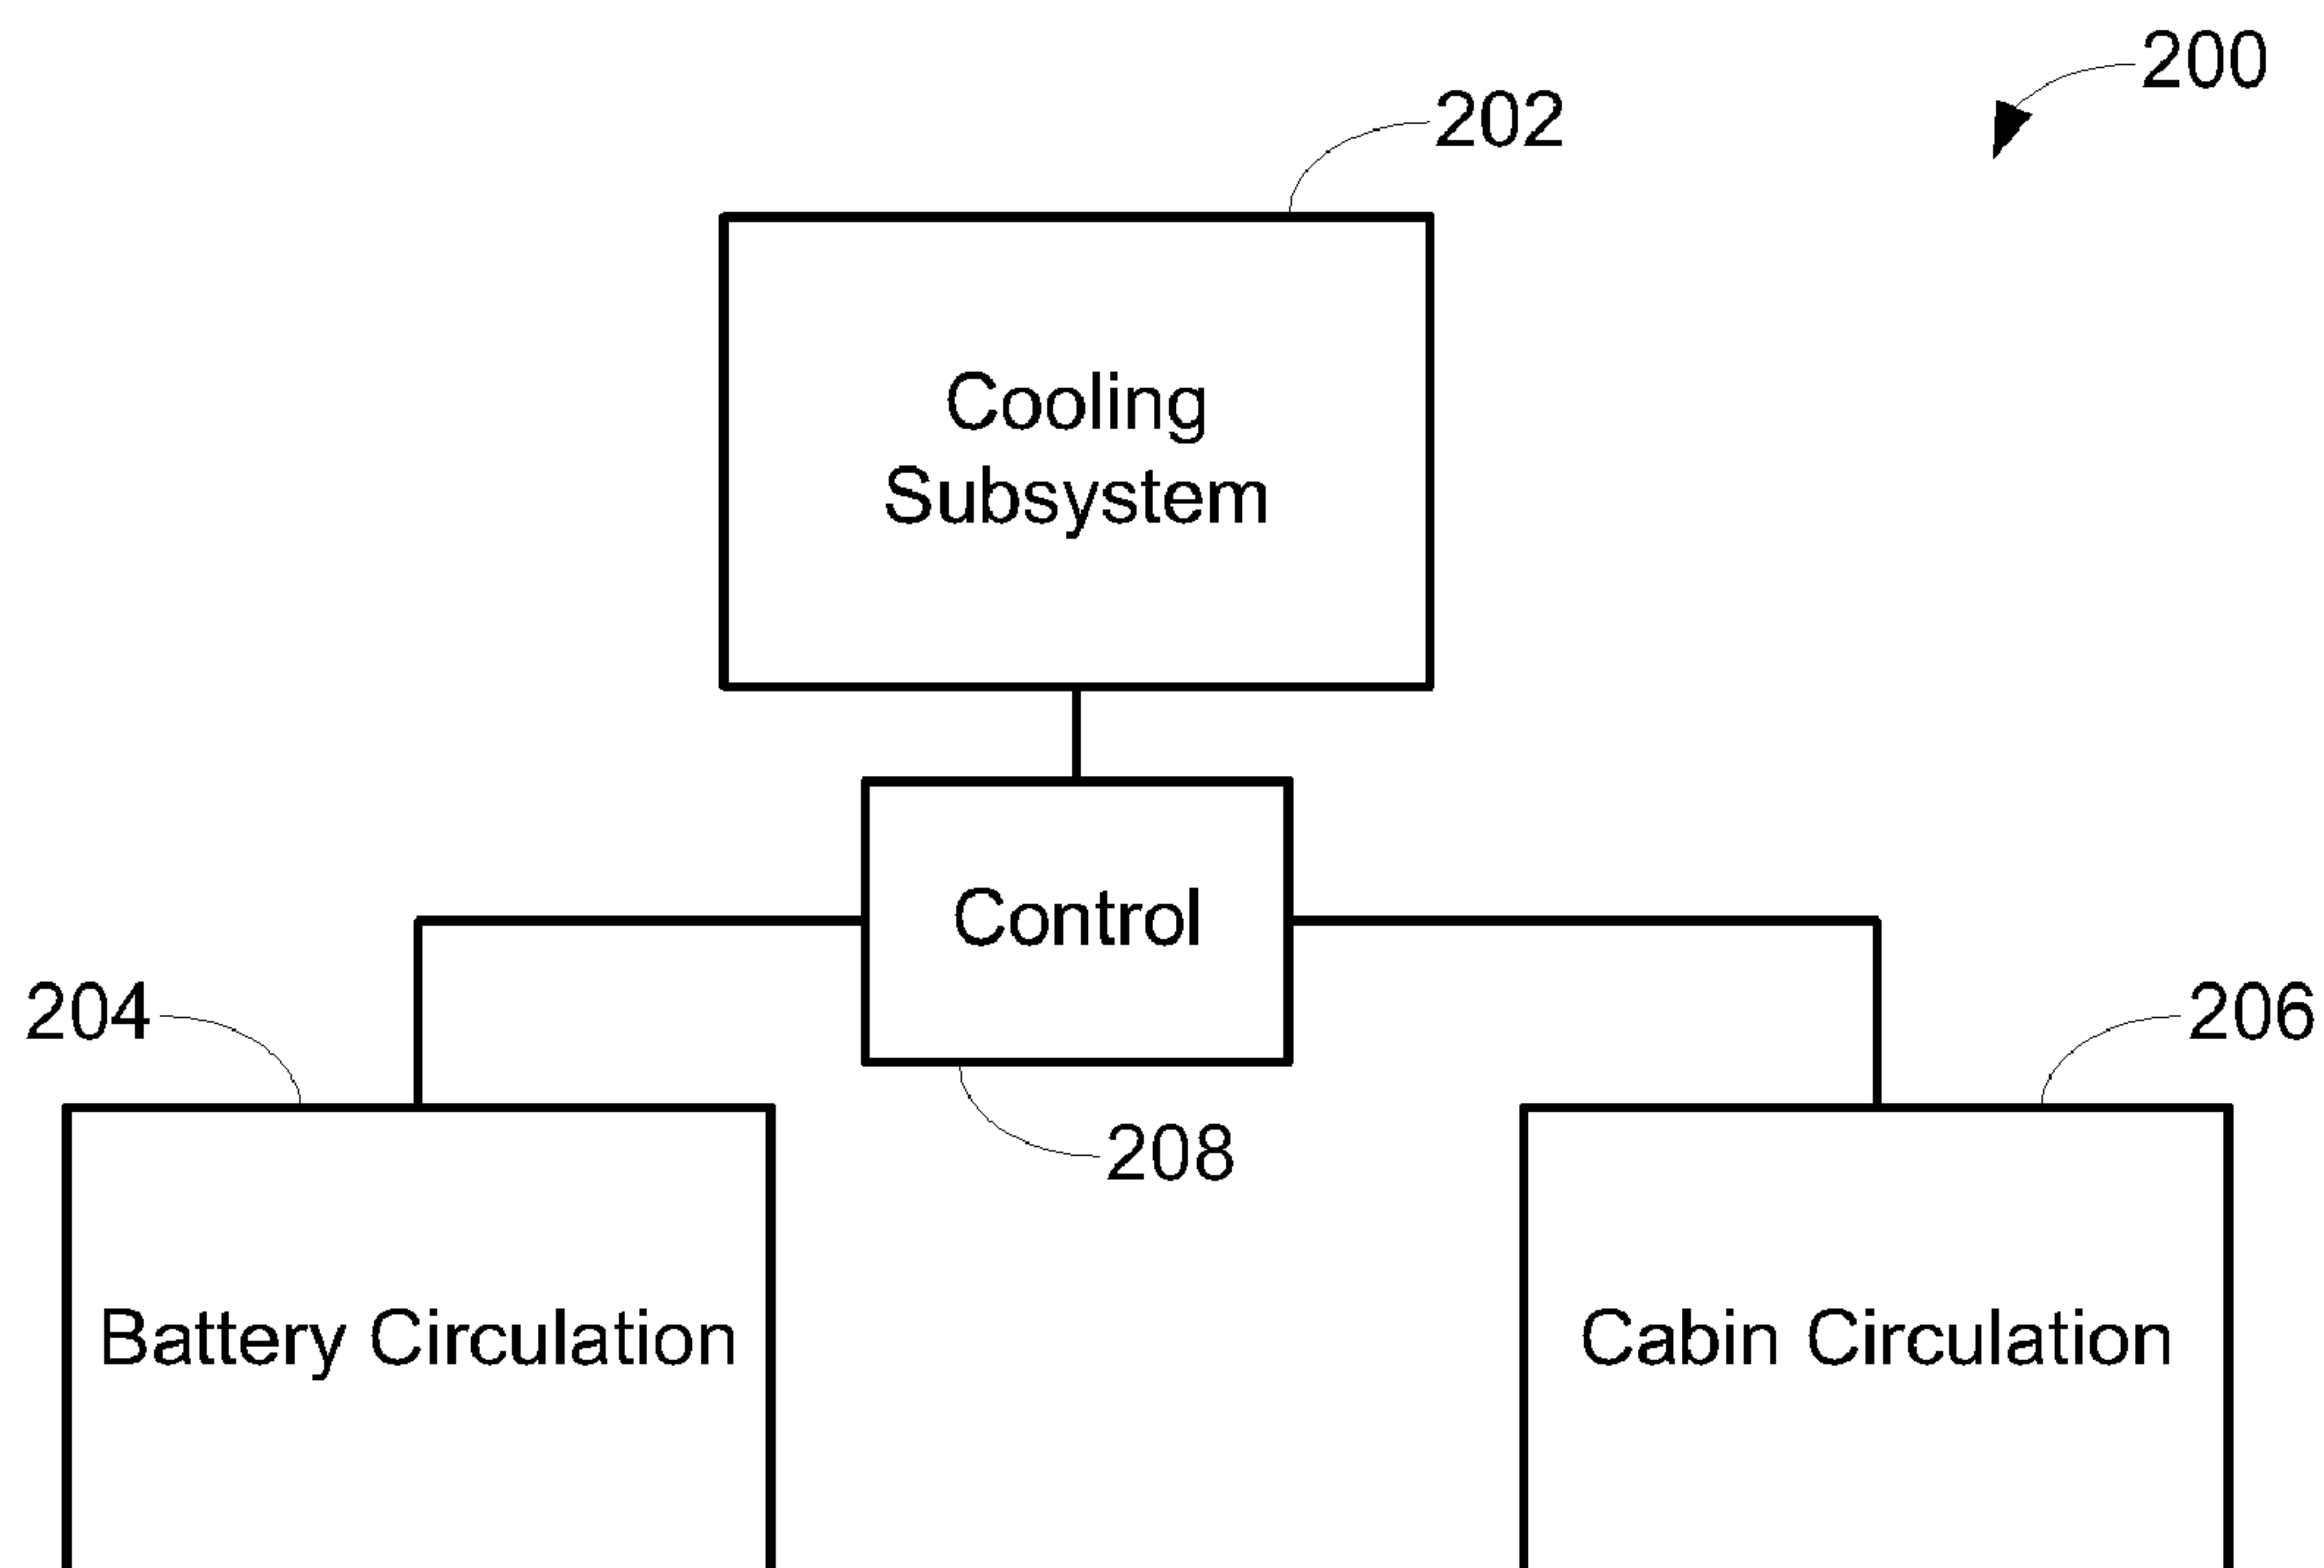 200
202
Cooling
Subsystem
Control
204
206
208
Battery Circulation
Cabin Circulation